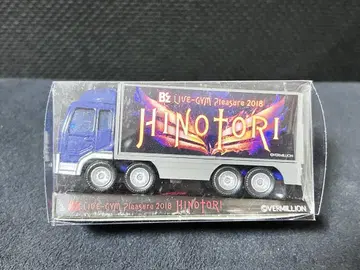 B'z LIVE-GYM Pleasure 2018
HINOTORI
©VERMILLION
B'z LIVE-GYM Pleasure 2018 HINOTORI ©VERMILLION